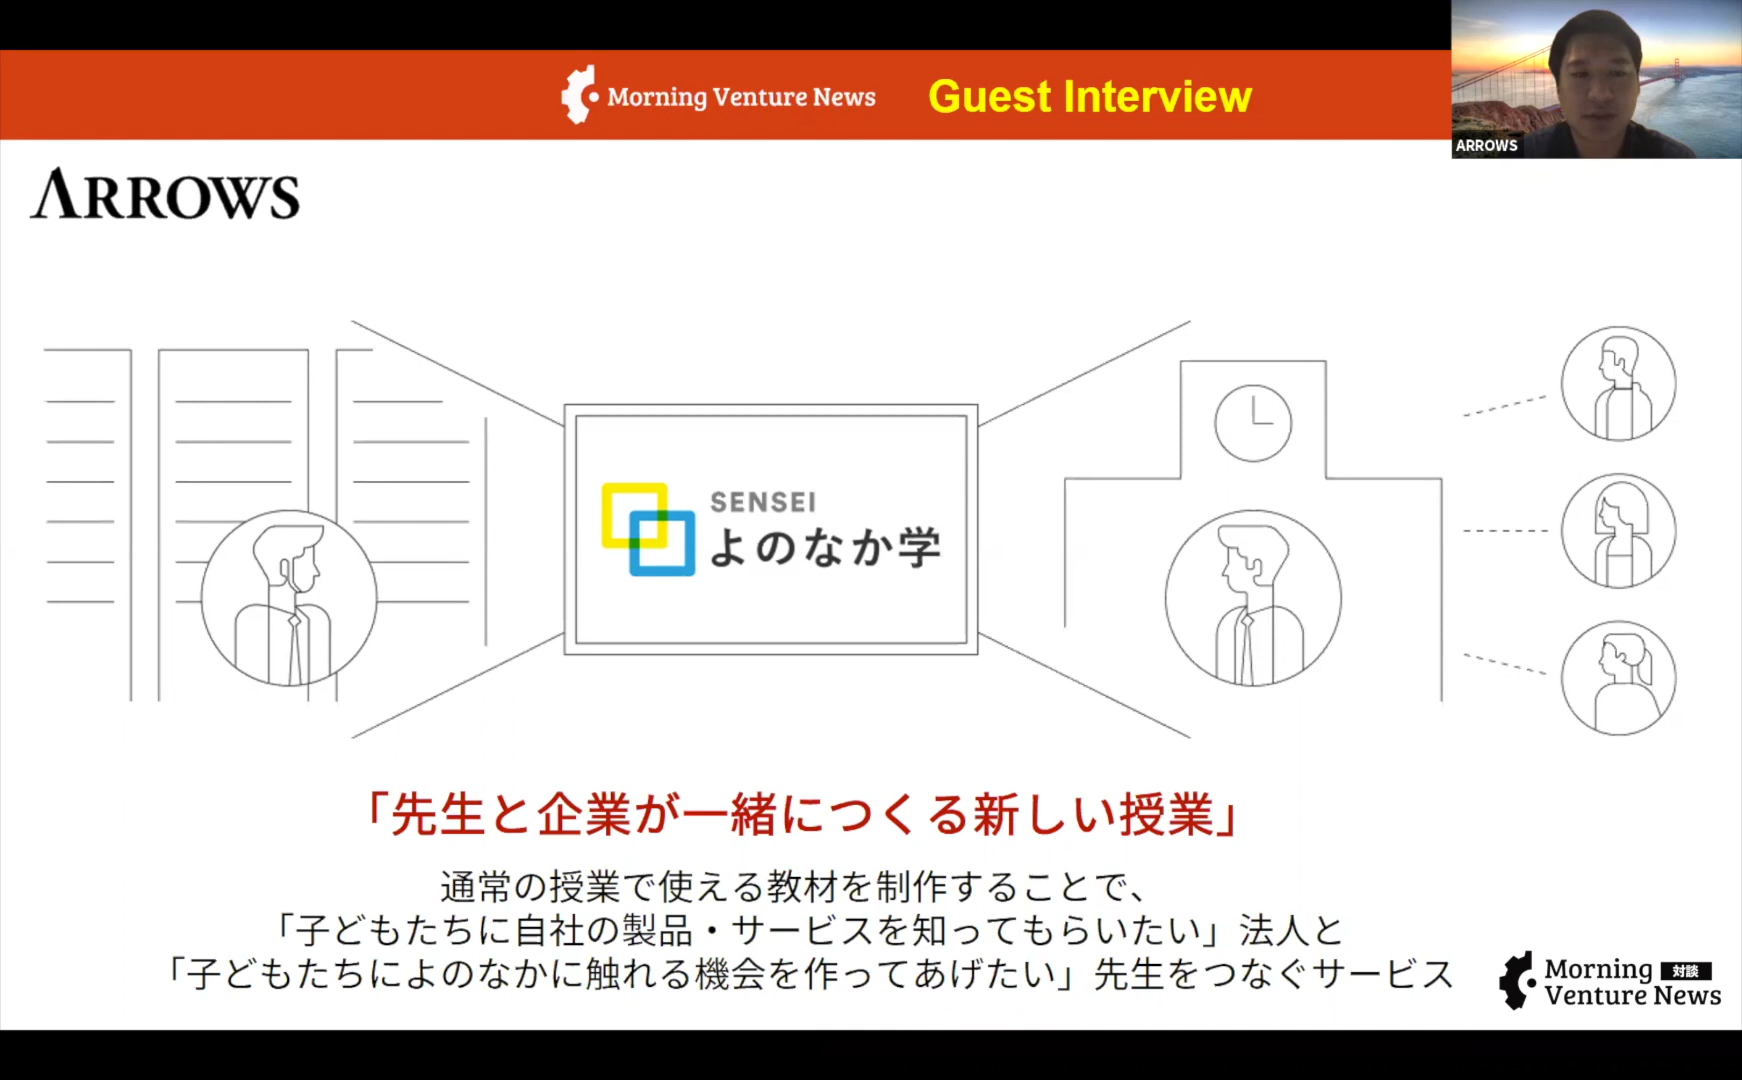 Morning Venture News
Guest Interview
ARROWS
ARROWS
SENSEI
よのなか学
「先生と企業が一緒につくる新しい授業」
通常の授業で使える教材を制作することで、
「子どもたちに自社の製品・サービスを知ってもらいたい」法人と
「子どもたちによのなかに触れる機会を作ってあげたい」先生をつなぐサービス
Morning 対談
Venture News